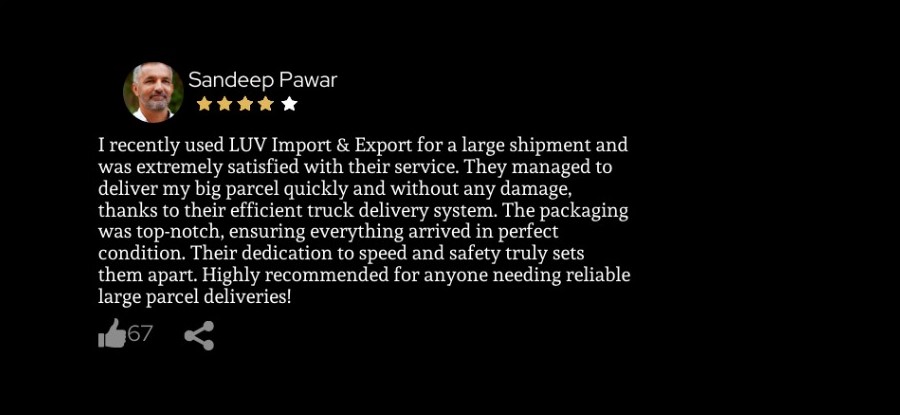 Sandeep Pawar
I recently used LUV Import & Export for a large shipment and
was extremely satisfied with their service. They managed to
deliver my big parcel quickly and without any damage,
thanks to their efficient truck delivery system. The packaging
was top-notch, ensuring everything arrived in perfect
condition. Their dedication to speed and safety truly sets
them apart. Highly recommended for anyone needing reliable
large parcel deliveries!
67